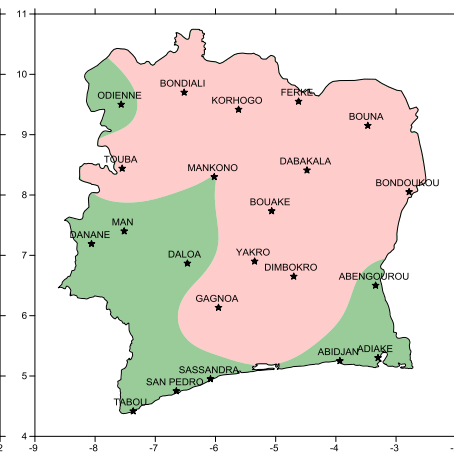 11
BONDIALI
10
ODIENNE
FERKE
KORHOGO
BOUNA
9
TOUBA
DABAKALA
MANKONO
BONDOUKOU
8
BOUAKE
MAN
DANANE
YAKRO
DALOA
7
DIMBOKRO
ABENGOUROU
GAGNOA
6
ABIDJAN ADIAKE
SASSANDRA
5
SAN PEDRO
TABOU
4
-9 -8 -7 -6 -5 -4 -3